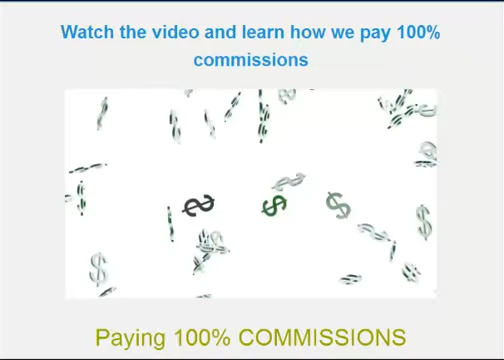 Watch the video and learn how we pay 100%
commissions
Paying 100% COMMISSIONS